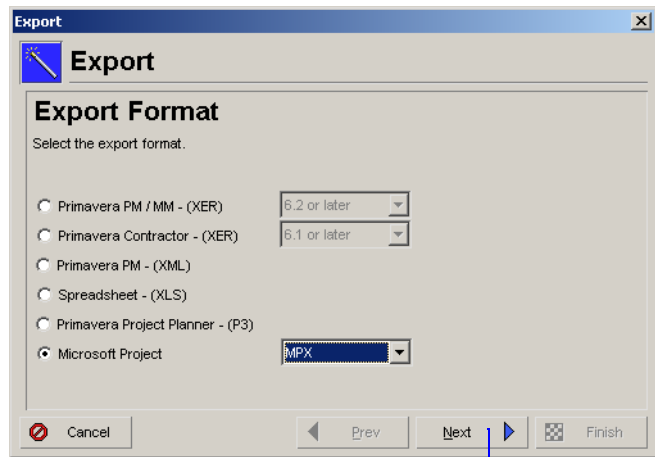 Export
Export
Export Format
Select the export format.
Primavera PM / MM - (XER) 6.2 or later
Primavera Contractor - (XER) 6.1 or later
Primavera PM - (XML)
Spreadsheet - (XLS)
Primavera Project Planner - (P3)
Microsoft Project MPX
Cancel Prev Next Finish